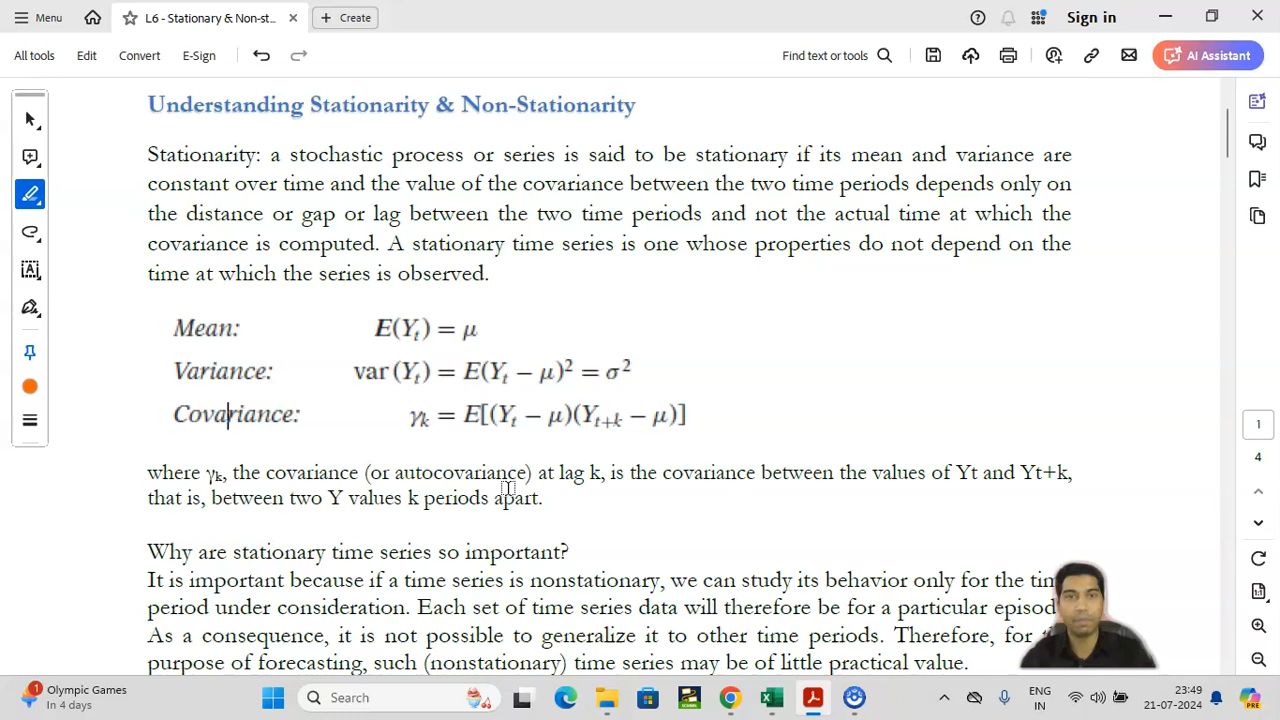 Menu
L6 - Stationary & Non-st...
Create
Sign in
All tools
Edit
Convert
E-Sign
Find text or tools
AI Assistant
Understanding Stationarity & Non-Stationarity
Stationarity: a stochastic process or series is said to be stationary if its mean and variance are
constant over time and the value of the covariance between the two time periods depends only on
the distance or gap or lag between the two time periods and not the actual time at which the
covariance is computed. A stationary time series is one whose properties do not depend on the
time at which the series is observed.
Mean: E(Yₜ) = μ
Variance: var (Yₜ) = E(Yₜ − μ)² = σ²
Covariance: γₖ = E[(Yₜ − μ)(Yₜ₊ₖ − μ)]
where γₖ, the covariance (or autocovariance) at lag k, is the covariance between the values of Yt and Yt+k,
that is, between two Y values k periods apart.
Why are stationary time series so important?
It is important because if a time series is nonstationary, we can study its behavior only for the
period under consideration. Each set of time series data will therefore be for a particular
As a consequence, it is not possible to generalize it to other time periods. Therefore, for
purpose of forecasting, such (nonstationary) time series may be of little practical value.
1
4
1
Olympic Games
In 4 days
Search
ENG
IN
23:49
21-07-2024
PRE